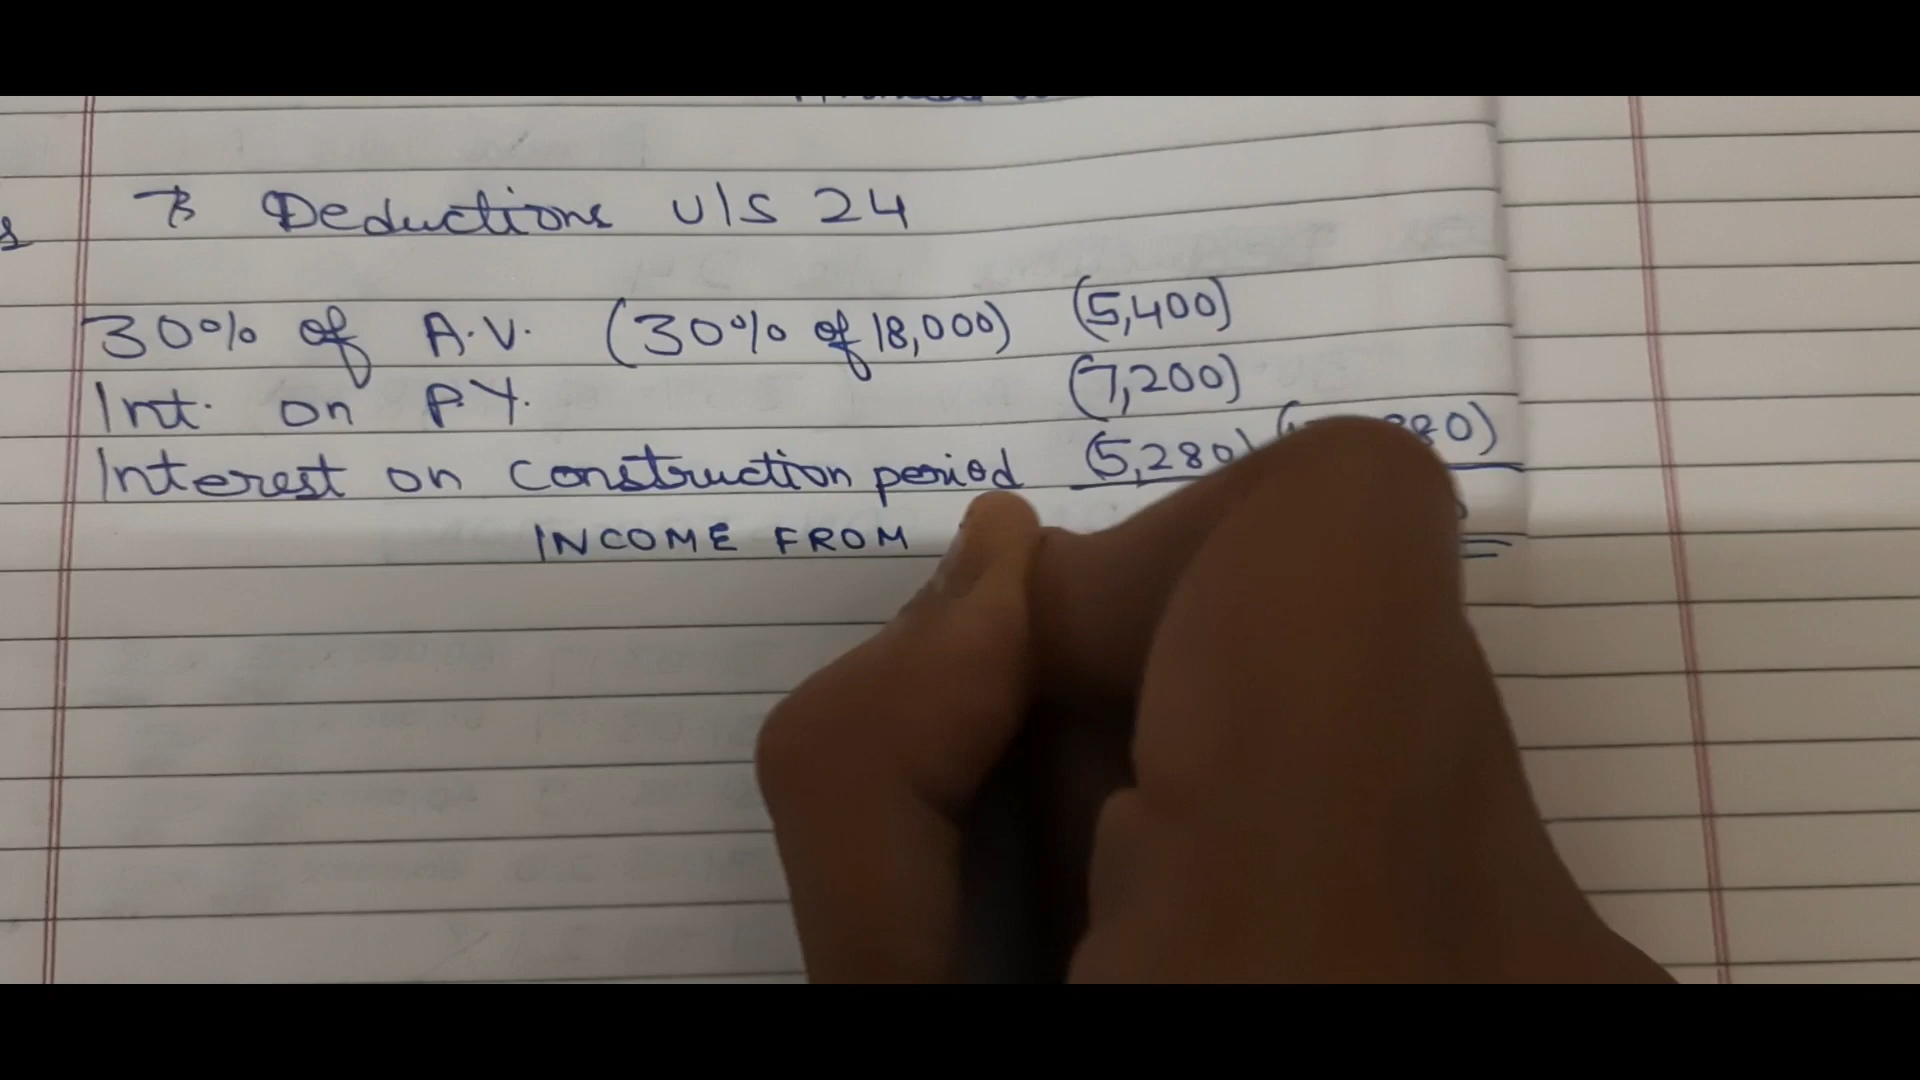 s
→ Deductions U/S 24
30% of A.V. (30% of 18,000) (5,400)
Int. on P.Y. (7,200)
Interest on Construction period (5,280)
INCOME FROM